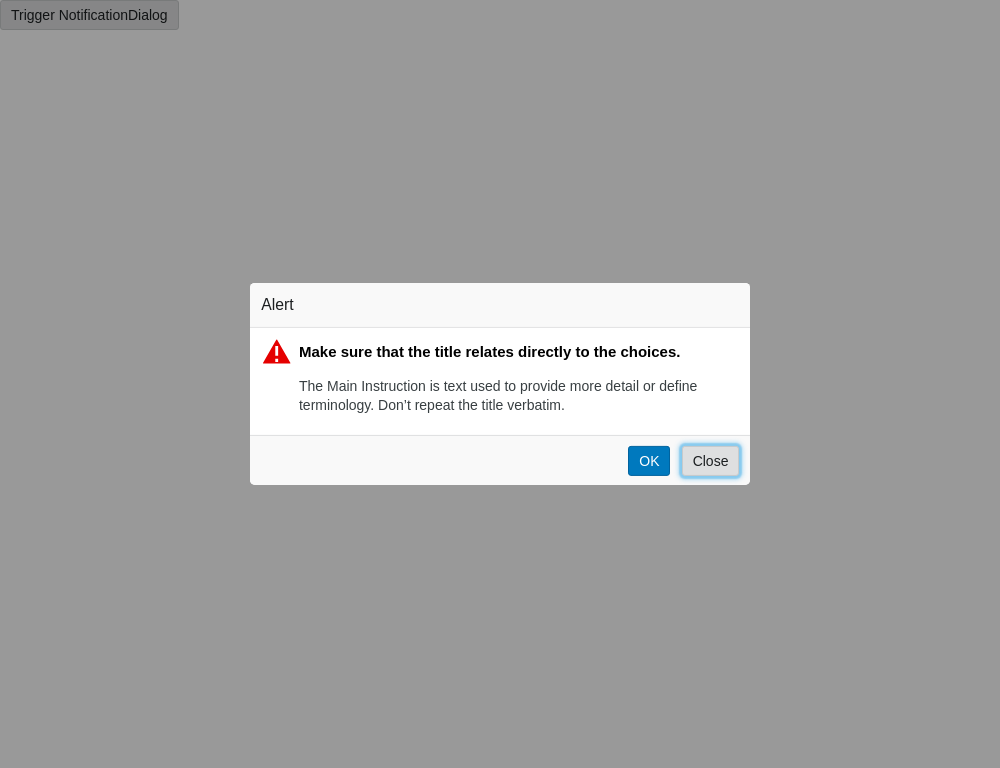 Trigger NotificationDialog
Alert
Make sure that the title relates directly to the choices.
The Main Instruction is text used to provide more detail or define
terminology. Don’t repeat the title verbatim.
OK
Close